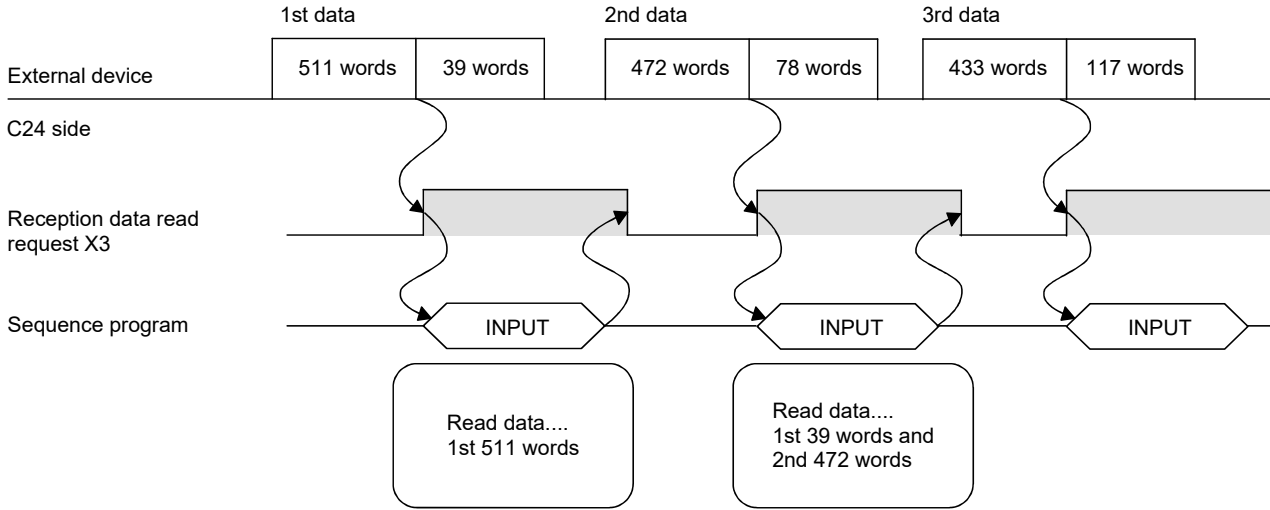 1st data
2nd data
3rd data
External device
511 words
39 words
472 words
78 words
433 words
117 words
C24 side
Reception data read
request X3
Sequence program
INPUT
INPUT
INPUT
Read data....
1st 511 words
Read data....
1st 39 words and
2nd 472 words